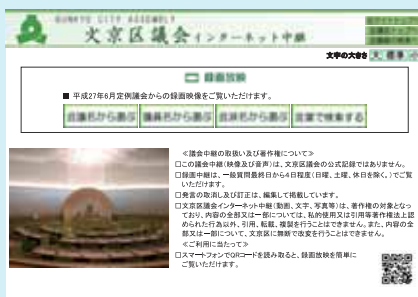 BUNKYO CITY ASSEMBLY
文京区議会インターネット中継
文字の大きさ 大 標準 小
録画放映
■ 平成27年6月定例議会からの録画映像をご覧いただけます。
会議名から選ぶ 議員名から選ぶ 会派名から選ぶ 言葉で検索する
≪議会中継の取扱い及び著作権について≫
□この会議中継(映像及び音声)は、文京区議会の公式記録ではありません。
□録画中継は、一般質問最終日から4日程度(日曜、土曜、休日を除く。)でご覧
いただけます。
□発言の取消し及び訂正は、編集して掲載しています。
□文京区議会インターネット中継(動画、文字、写真等)は、著作権の対象となっ
ており、内容の全部又は一部については、私的使用又は引用等著作権法上認
められた行為以外、引用、転載、複製を行うことはできません。また、内容の全
部又は一部について、文京区に無断で改変を行うことはできません。
≪ご利用に当たって≫
□スマートフォンでQRコードを読み取ると、録画放映を簡単に
ご覧いただけます。